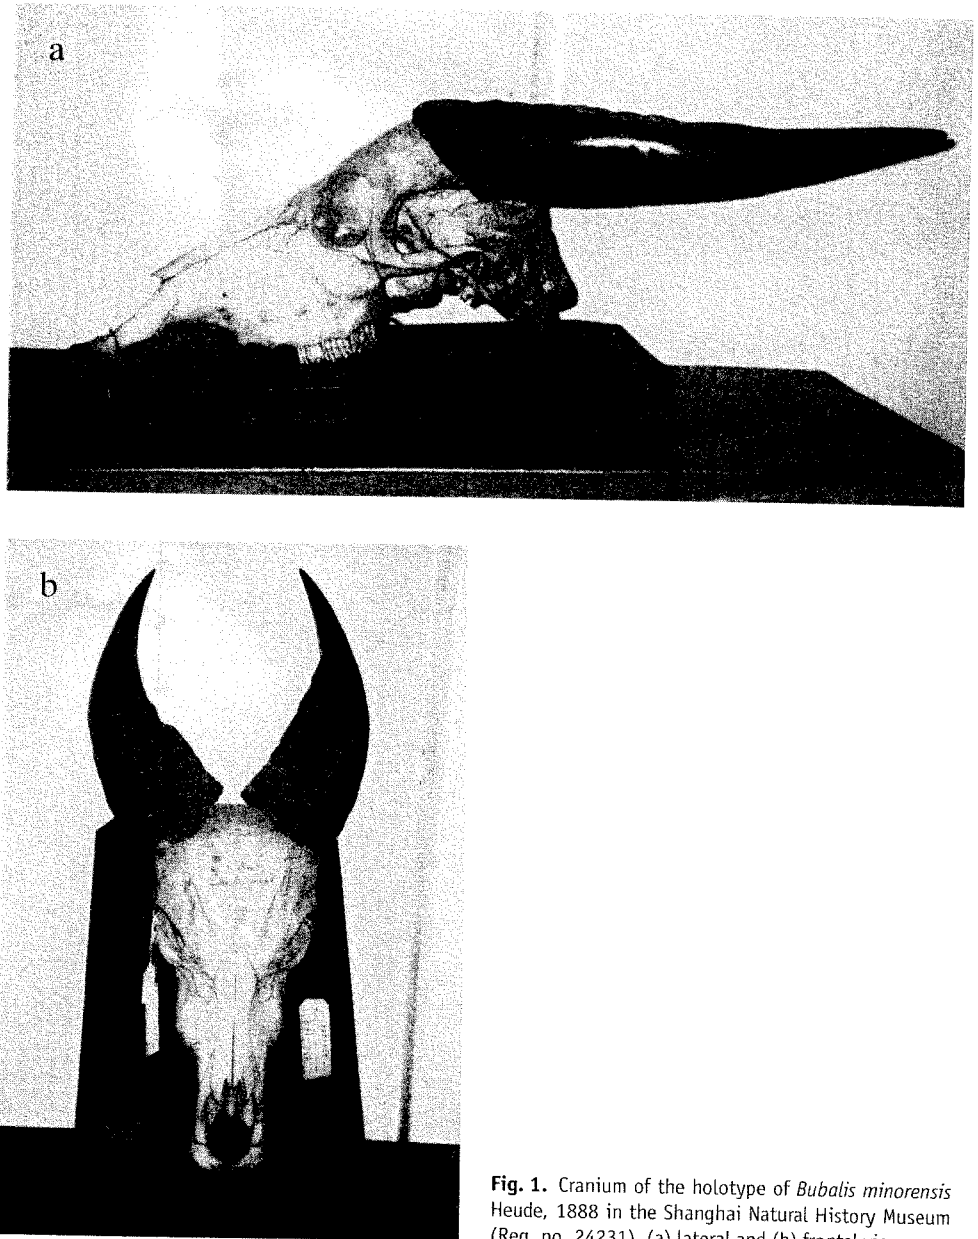 a
b
Fig. 1. Cranium of the holotype of Bubalis minorensis
Heude, 1888 in the Shanghai Natural History Museum
(Reg. no. 24231), (a) lateral and (b) frontal